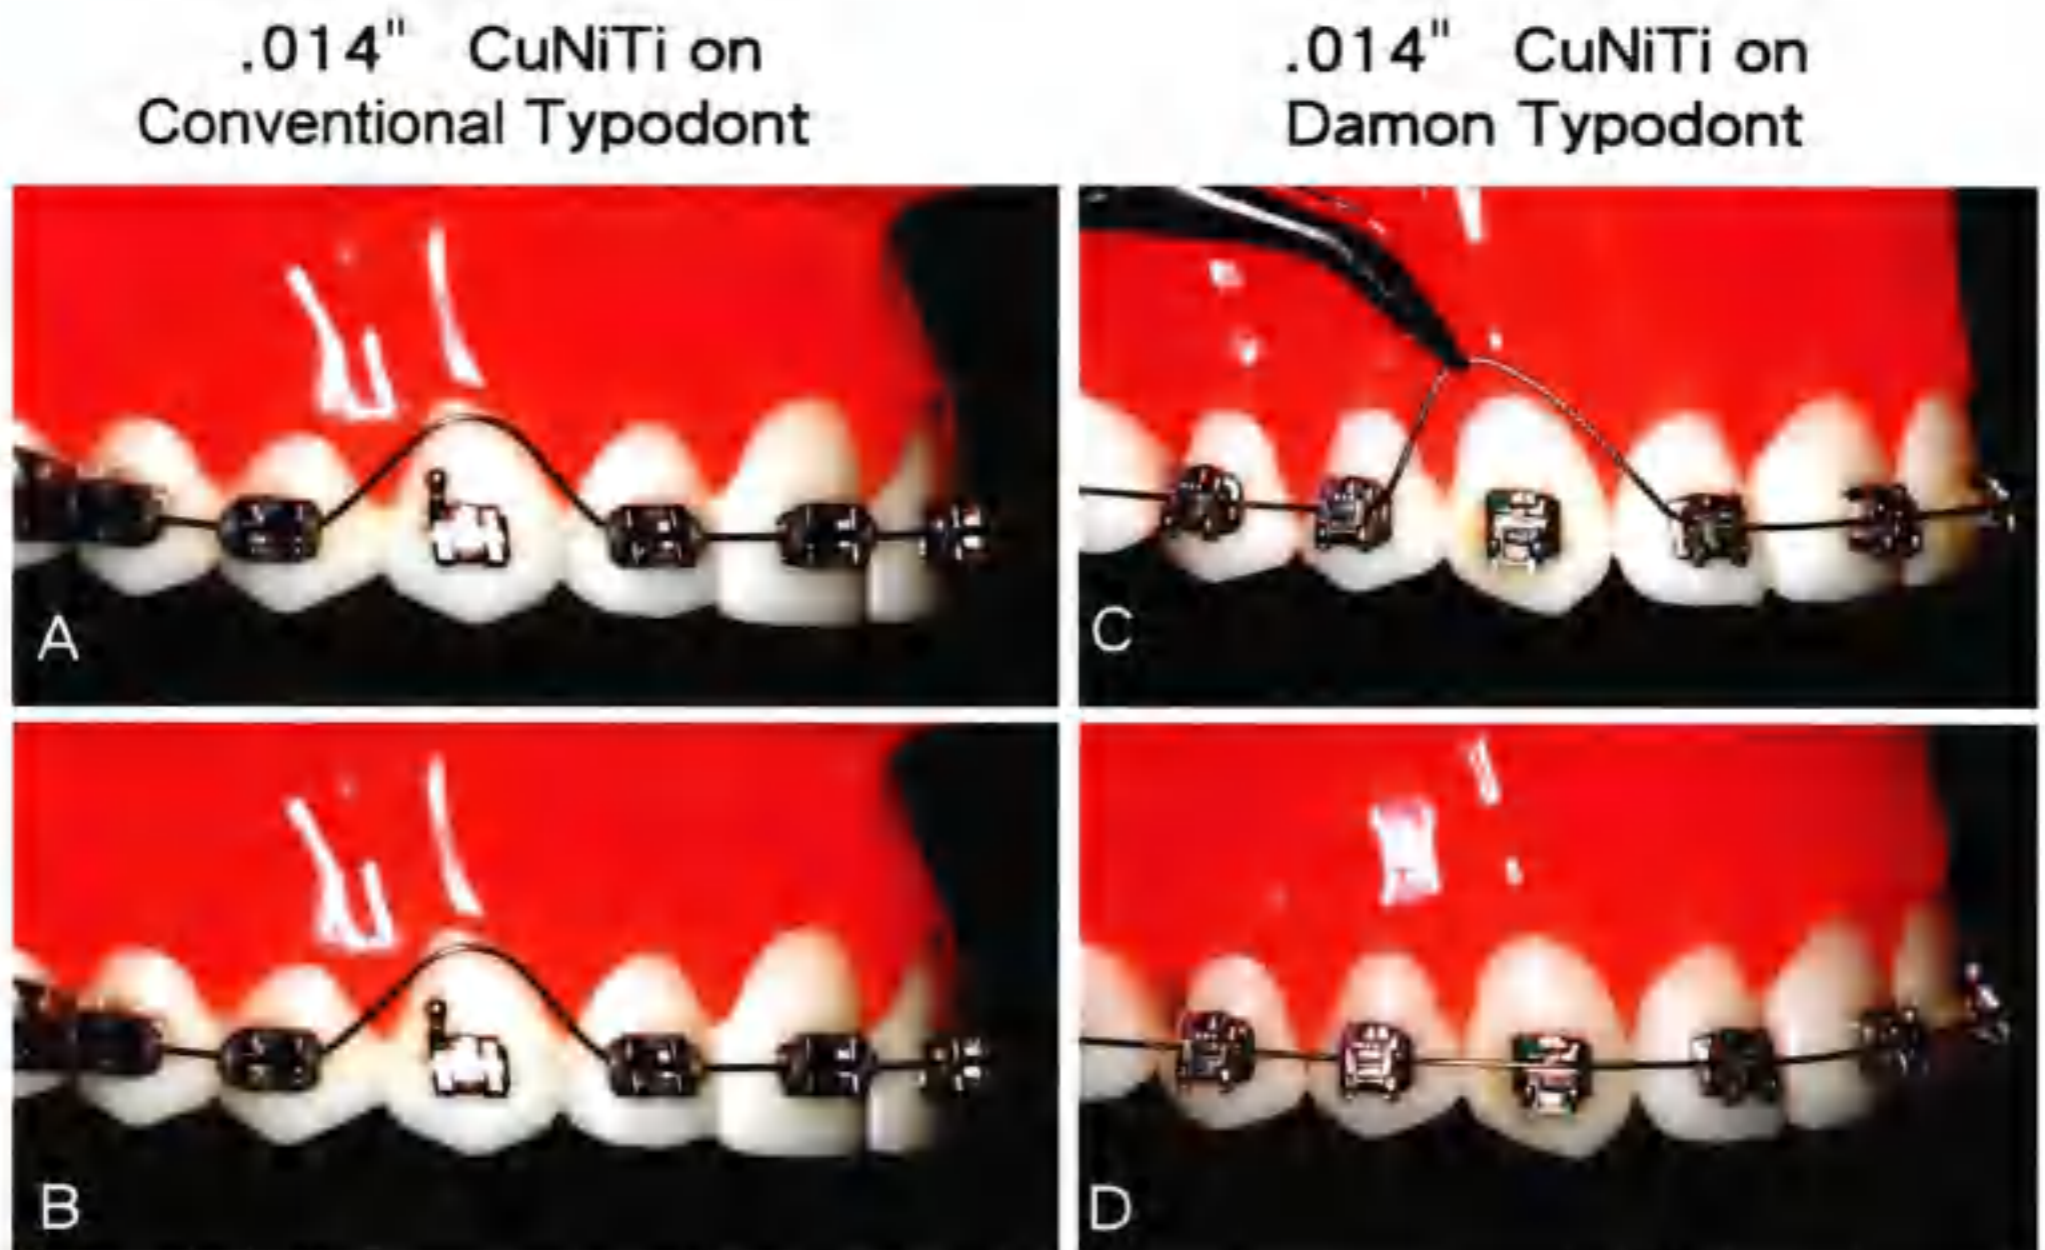 .014" CuNiTi on
Conventional Typodont
.014" CuNiTi on
Damon Typodont
A
C
B
D